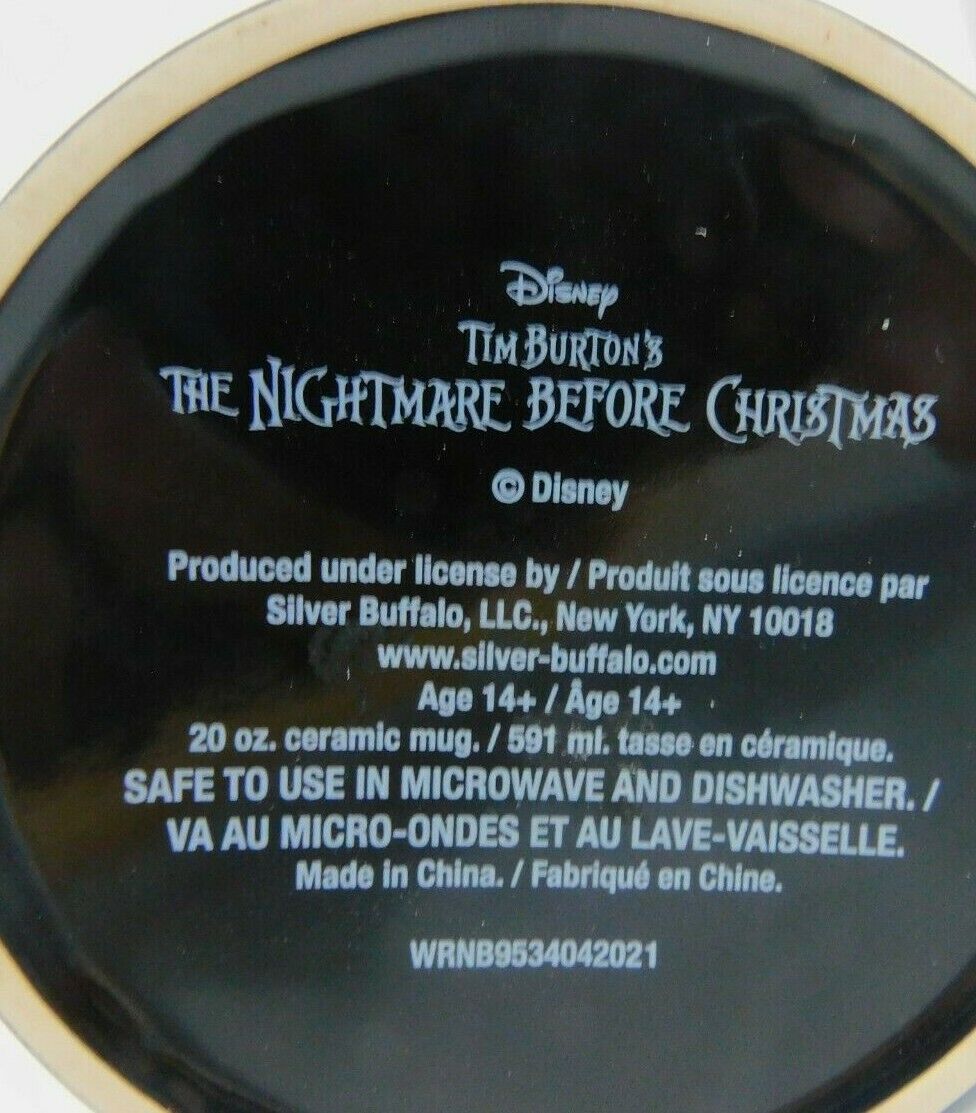 Disney
TIM BURTON'S
THE NIGHTMARE BEFORE CHRISTMAS
© Disney
Produced under license by / Produit sous licence par
Silver Buffalo, LLC., New York, NY 10018
www.silver-buffalo.com
Age 14+ / Âge 14+
20 oz. ceramic mug. / 591 ml. tasse en céramique.
SAFE TO USE IN MICROWAVE AND DISHWASHER. /
VA AU MICRO-ONDES ET AU LAVE-VAISSELLE.
Made in China. / Fabriqué en Chine.
WRNB9534042021